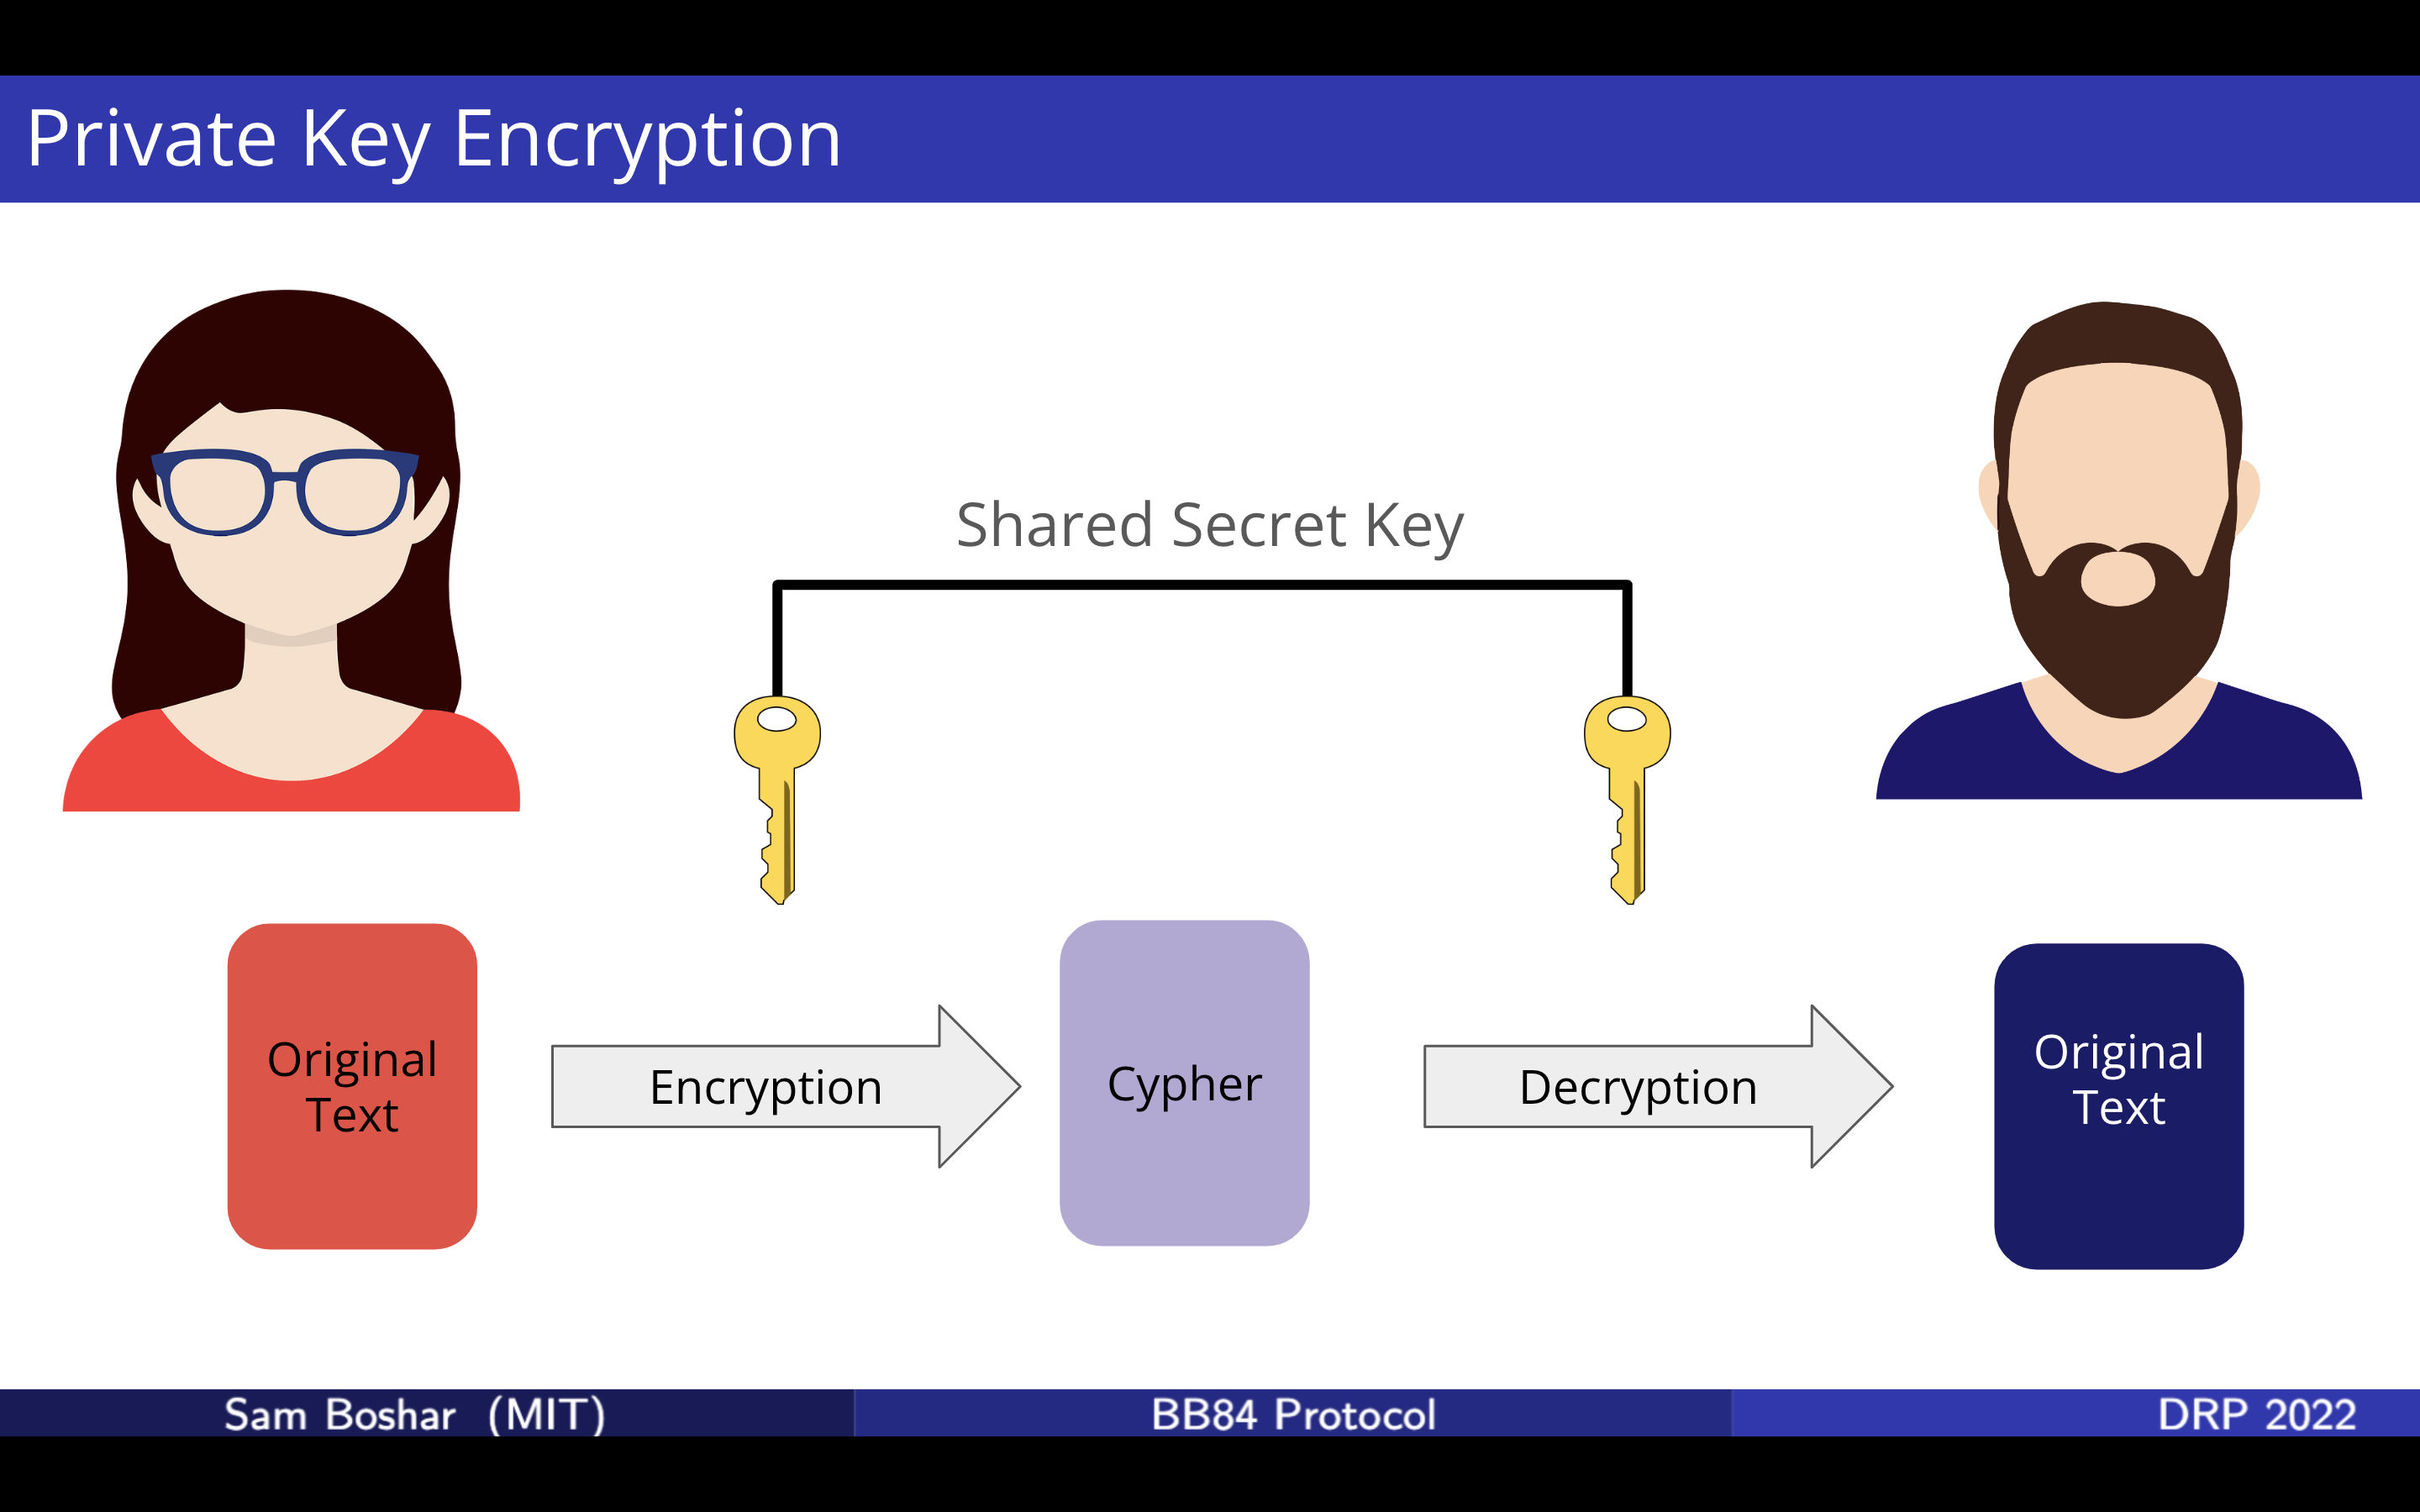 Private Key Encryption
Shared Secret Key
Original
Text
Encryption
Cypher
Decryption
Original
Text
Sam Boshar (MIT)
BB84 Protocol
DRP 2022